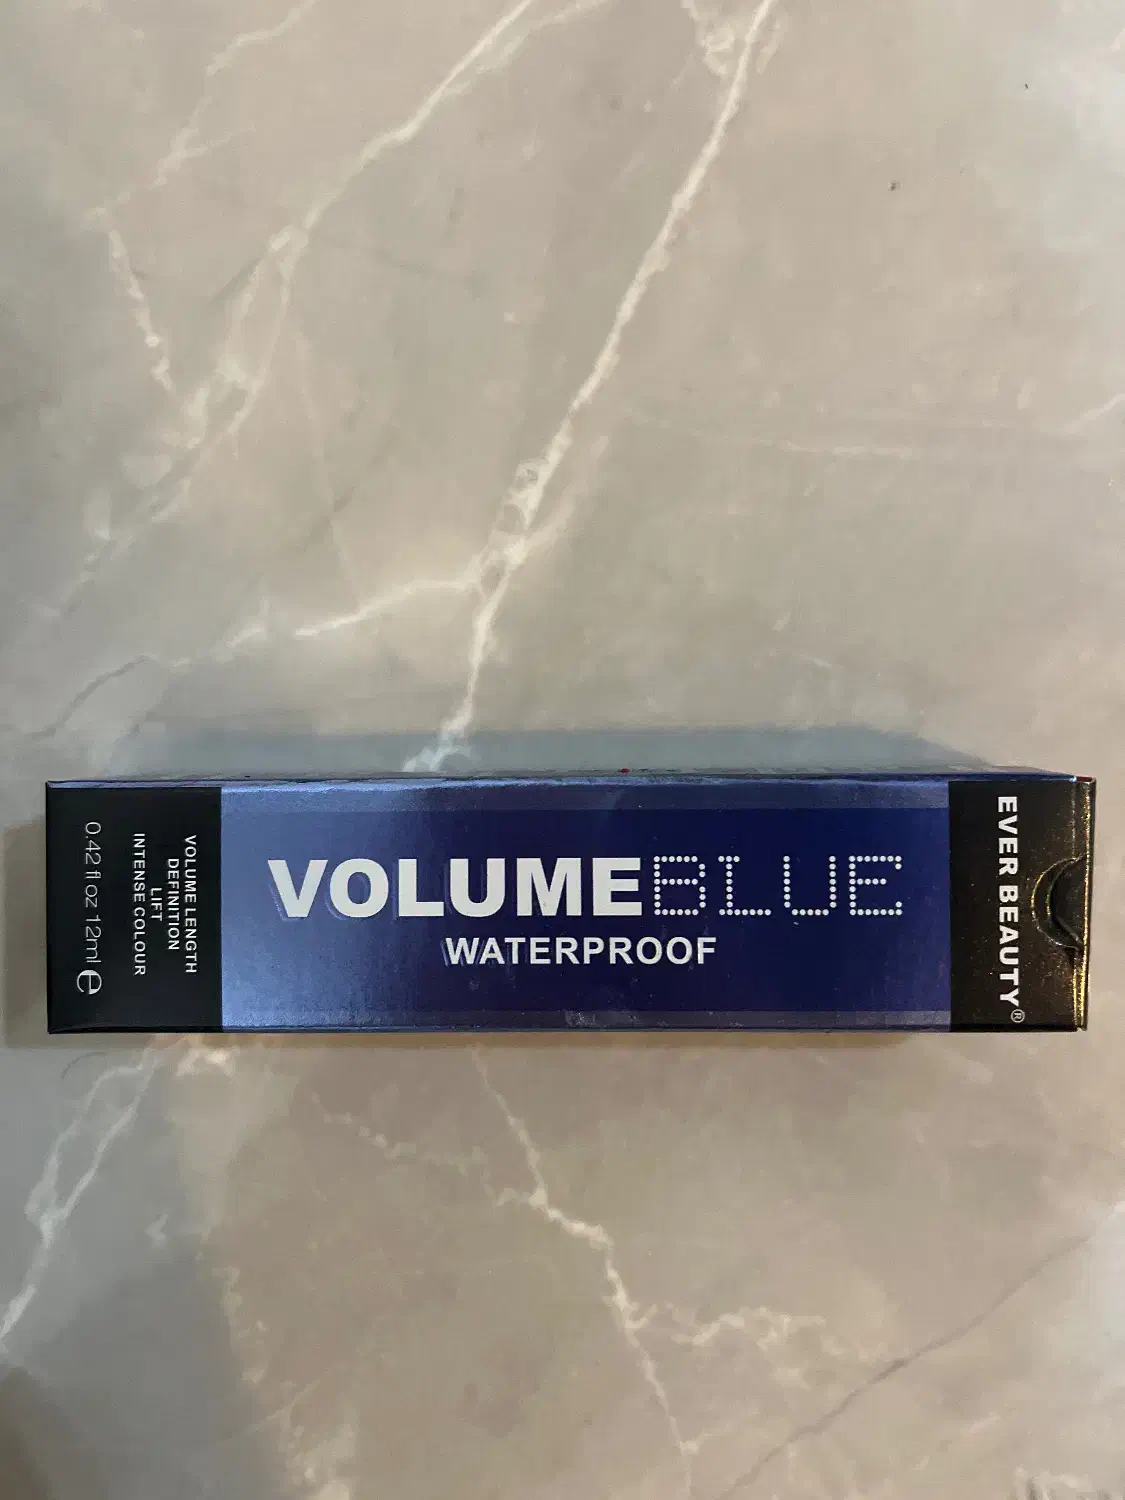 VOLUMEBLUE
WATERPROOF
EVER BEAUTY®
VOLUME LENGTH
DEFINITION
LIFT
INTENSE COLOUR
0.42 fl oz 12ml ℮